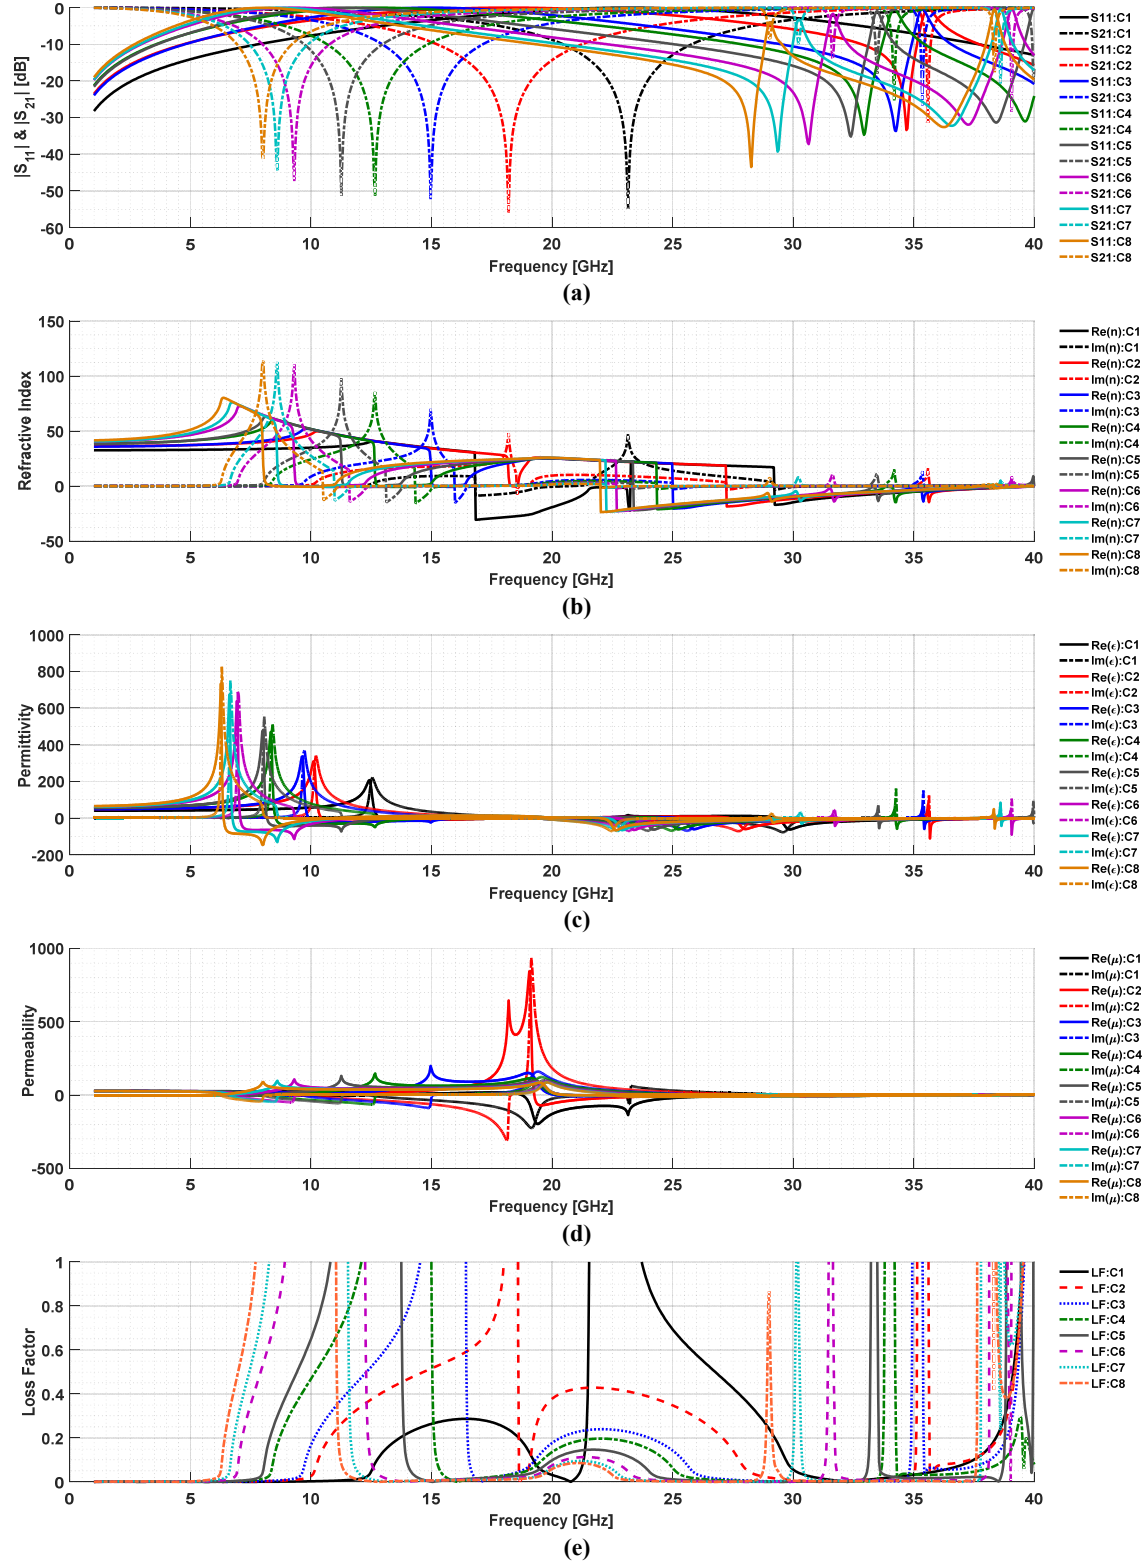 |S11| & |S21| [dB]
0
-10
-20
-30
-40
-50
-60
0 5 10 15 20 25 30 35 40
Frequency [GHz]
S11:C1
S21:C1
S11:C2
S21:C2
S11:C3
S21:C3
S11:C4
S21:C4
S11:C5
S21:C5
S11:C6
S21:C6
S11:C7
S21:C7
S11:C8
S21:C8
(a)
Refractive Index
150
100
50
0
-50
0 5 10 15 20 25 30 35 40
Frequency [GHz]
Re(n):C1
Im(n):C1
Re(n):C2
Im(n):C2
Re(n):C3
Im(n):C3
Re(n):C4
Im(n):C4
Re(n):C5
Im(n):C5
Re(n):C6
Im(n):C6
Re(n):C7
Im(n):C7
Re(n):C8
Im(n):C8
(b)
Permittivity
1000
800
600
400
200
0
-200
0 5 10 15 20 25 30 35 40
Frequency [GHz]
Re(ϵ):C1
Im(ϵ):C1
Re(ϵ):C2
Im(ϵ):C2
Re(ϵ):C3
Im(ϵ):C3
Re(ϵ):C4
Im(ϵ):C4
Re(ϵ):C5
Im(ϵ):C5
Re(ϵ):C6
Im(ϵ):C6
Re(ϵ):C7
Im(ϵ):C7
Re(ϵ):C8
Im(ϵ):C8
(c)
Permeability
1000
500
0
-500
0 5 10 15 20 25 30 35 40
Frequency [GHz]
Re(μ):C1
Im(μ):C1
Re(μ):C2
Im(μ):C2
Re(μ):C3
Im(μ):C3
Re(μ):C4
Im(μ):C4
Re(μ):C5
Im(μ):C5
Re(μ):C6
Im(μ):C6
Re(μ):C7
Im(μ):C7
Re(μ):C8
Im(μ):C8
(d)
Loss Factor
1
0.8
0.6
0.4
0.2
0
0 5 10 15 20 25 30 35 40
Frequency [GHz]
LF:C1
LF:C2
LF:C3
LF:C4
LF:C5
LF:C6
LF:C7
LF:C8
(e)